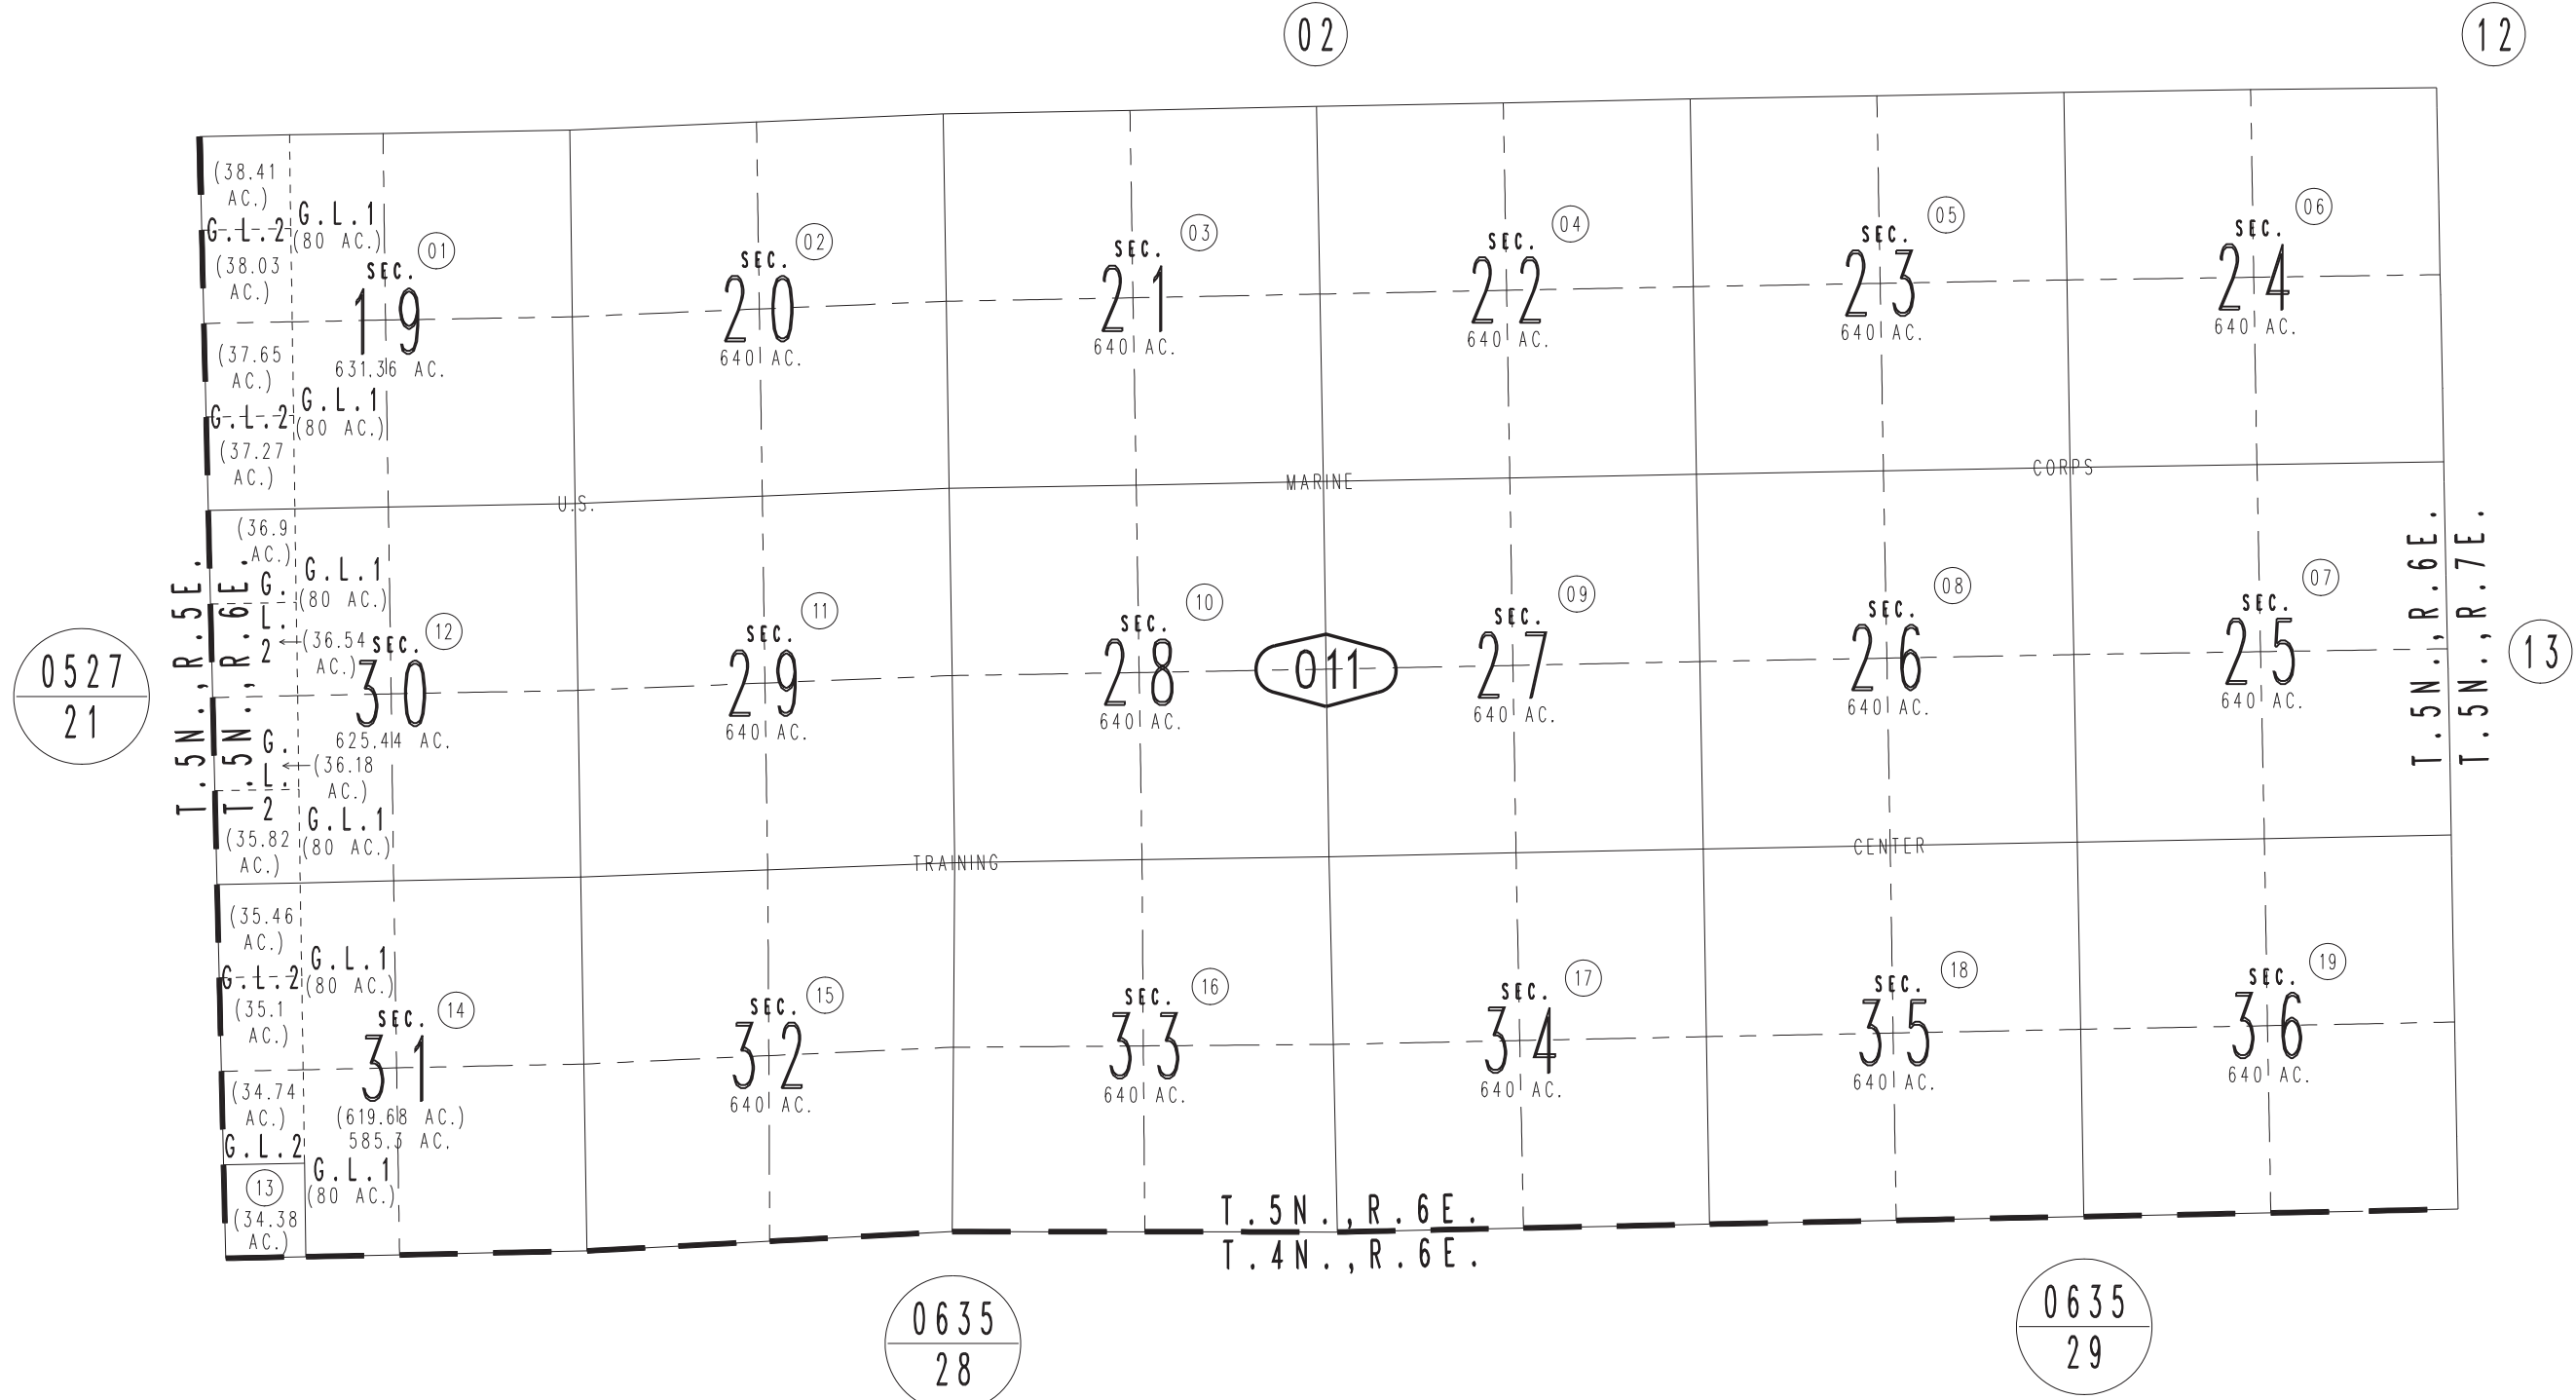 02
12
(38.41
AC.)
G.L.2
(38.03
AC.)
G.L.1
(80 AC.)
SEC.
01
19
631.36 AC.
(37.65
AC.)
G.L.2
(37.27
AC.)
G.L.1
(80 AC.)
SEC.
02
20
640 AC.
SEC.
03
21
640 AC.
SEC.
04
22
640 AC.
SEC.
05
23
640 AC.
SEC.
06
24
640 AC.
U.S.
MARINE
CORPS
0527
21
T.5N.,R.5E.
T.5N.,R.6E.
(36.9
AC.)
G.
L.
2
G.L.1
(80 AC.)
(36.54
AC.)
SEC.
12
30
625.44 AC.
G.
L.
2
(36.18
AC.)
G.L.1
(80 AC.)
(35.82
AC.)
SEC.
11
29
640 AC.
SEC.
10
28
640 AC.
011
SEC.
09
27
640 AC.
SEC.
08
26
640 AC.
SEC.
07
25
640 AC.
T.5N.,R.6E.
T.5N.,R.7E.
13
TRAINING
CENTER
(35.46
AC.)
G.L.2
(35.1
AC.)
G.L.1
(80 AC.)
SEC.
14
31
(619.68 AC.)
585.3 AC.
(34.74
AC.)
G.L.2
13
(34.38
AC.)
G.L.1
(80 AC.)
SEC.
15
32
640 AC.
SEC.
16
33
640 AC.
SEC.
17
34
640 AC.
SEC.
18
35
640 AC.
SEC.
19
36
640 AC.
T.5N.,R.6E.
T.4N.,R.6E.
0635
28
0635
29